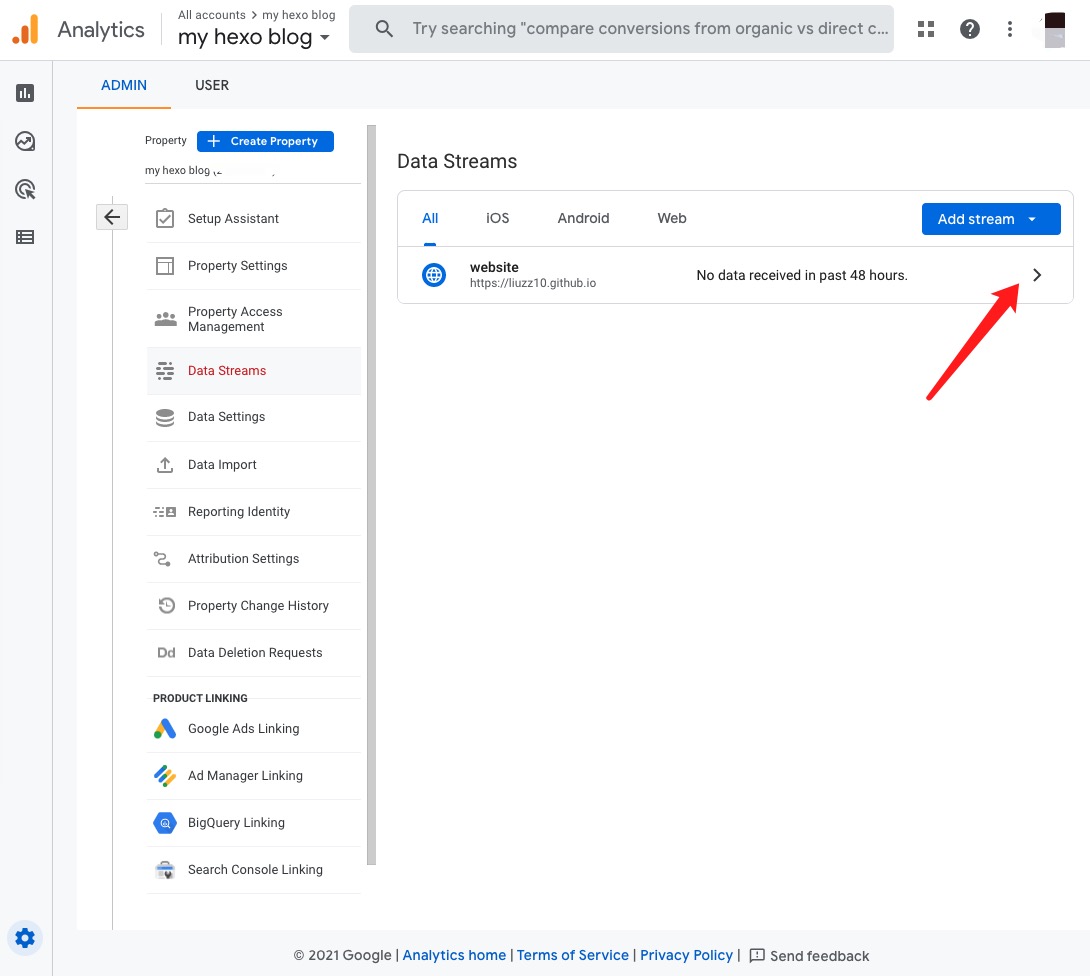 Analytics
All accounts > my hexo blog
my hexo blog
Try searching "compare conversions from organic vs direct c...
ADMIN
USER
Property
Create Property
my hexo blog
Setup Assistant
Property Settings
Property Access
Management
Data Streams
Data Settings
Data Import
Reporting Identity
Attribution Settings
Property Change History
Dd Data Deletion Requests
PRODUCT LINKING
Google Ads Linking
Ad Manager Linking
BigQuery Linking
Search Console Linking
Data Streams
All
iOS
Android
Web
Add stream
website
https://liuzz10.github.io
No data received in past 48 hours.
© 2021 Google | Analytics home | Terms of Service | Privacy Policy | Send feedback